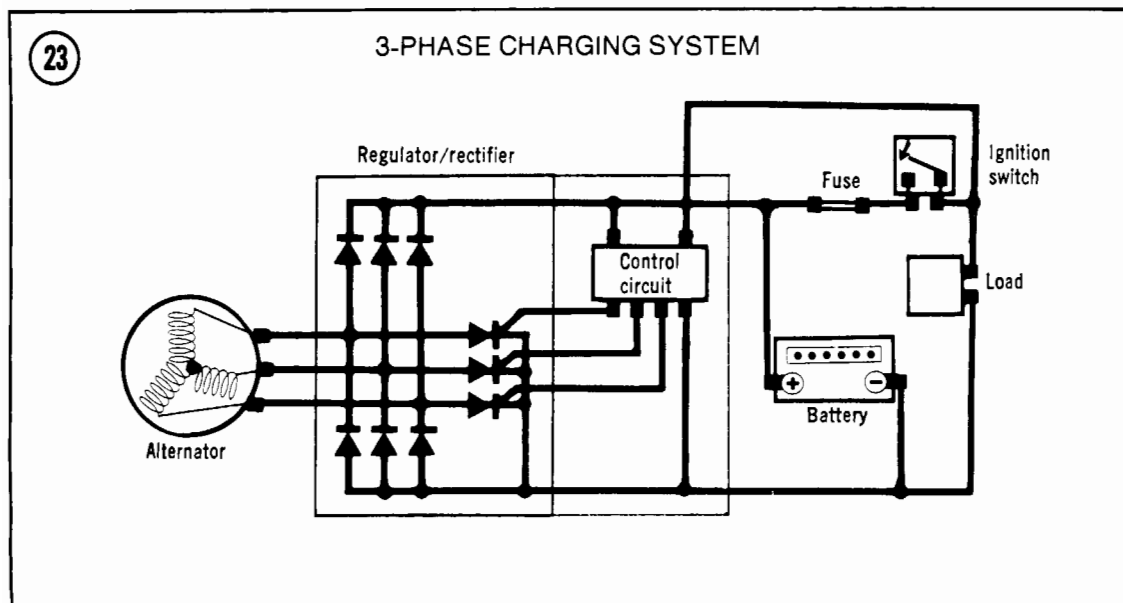 23
3-PHASE CHARGING SYSTEM
Regulator/rectifier
Ignition
switch
Fuse
Control
circuit
Load
+
−
Battery
Alternator